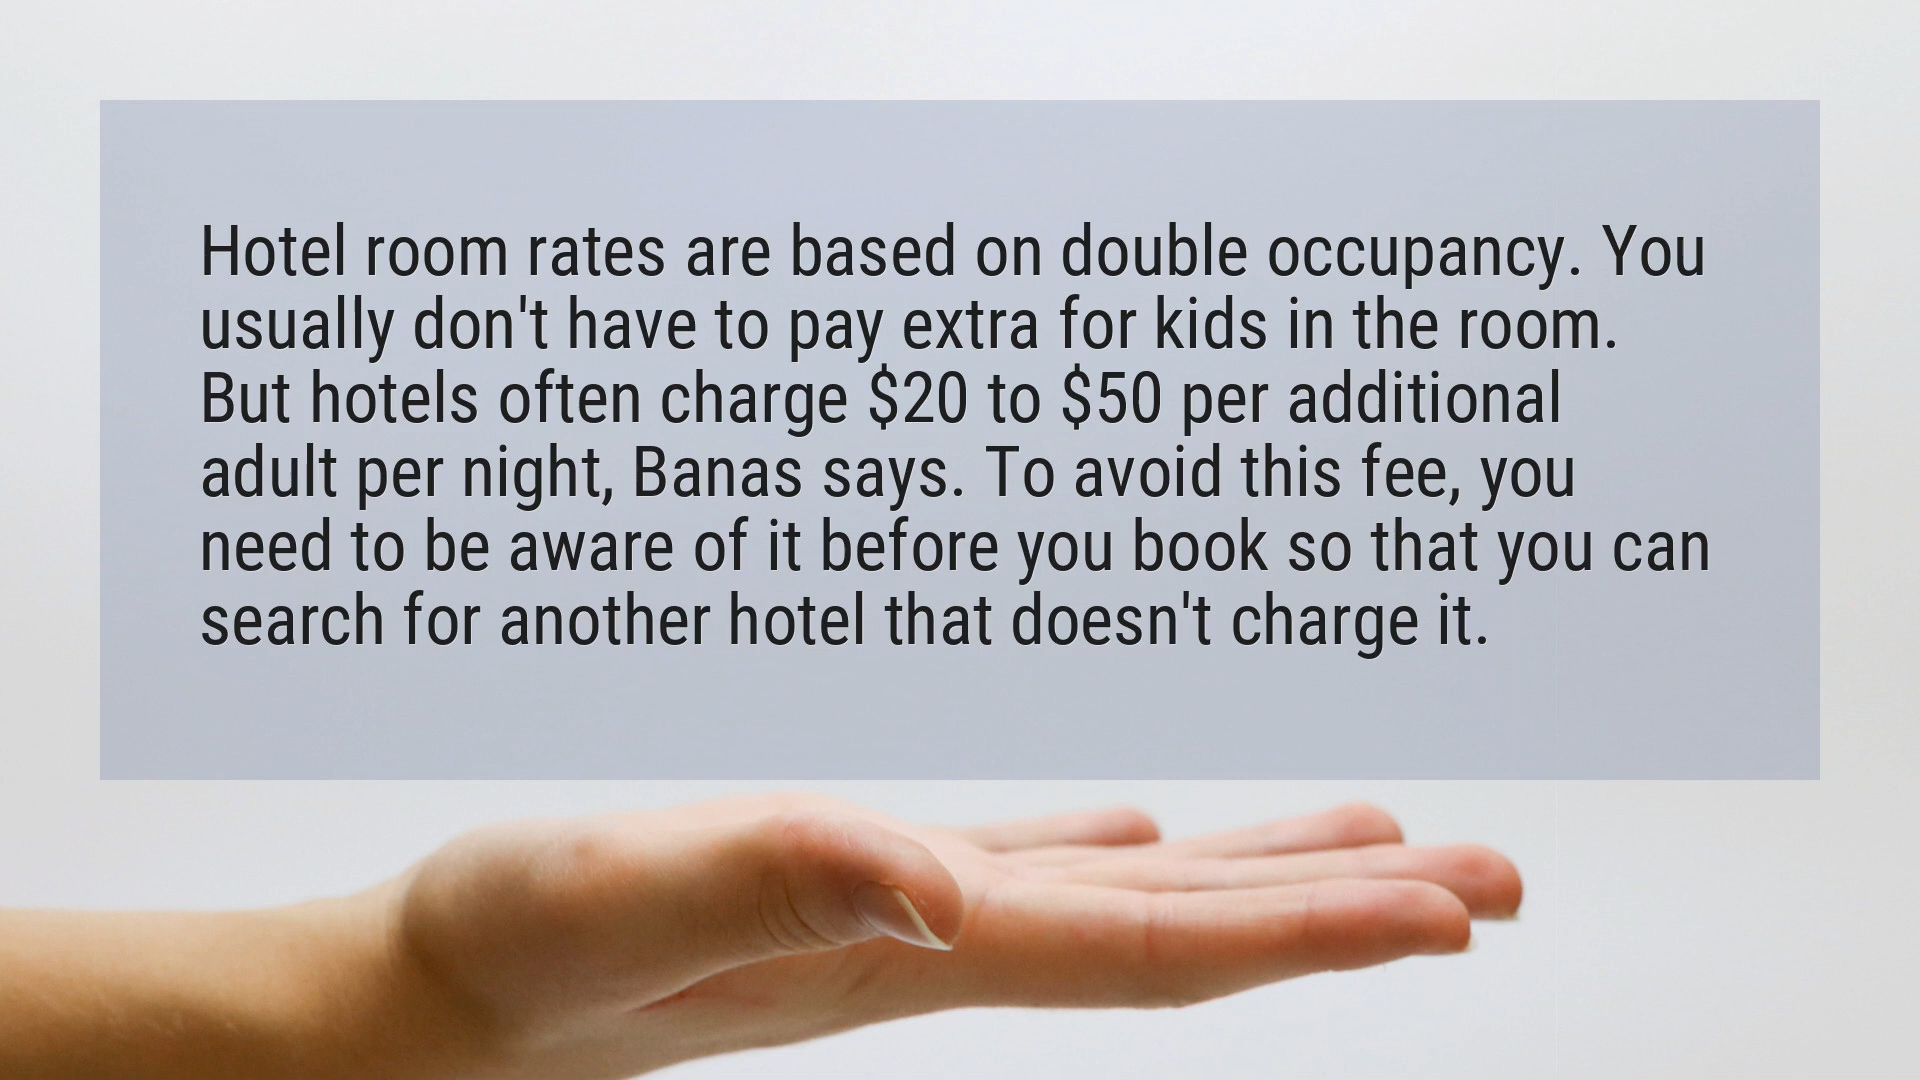 Hotel room rates are based on double occupancy. You
usually don't have to pay extra for kids in the room.
But hotels often charge $20 to $50 per additional
adult per night, Banas says. To avoid this fee, you
need to be aware of it before you book so that you can
search for another hotel that doesn't charge it.